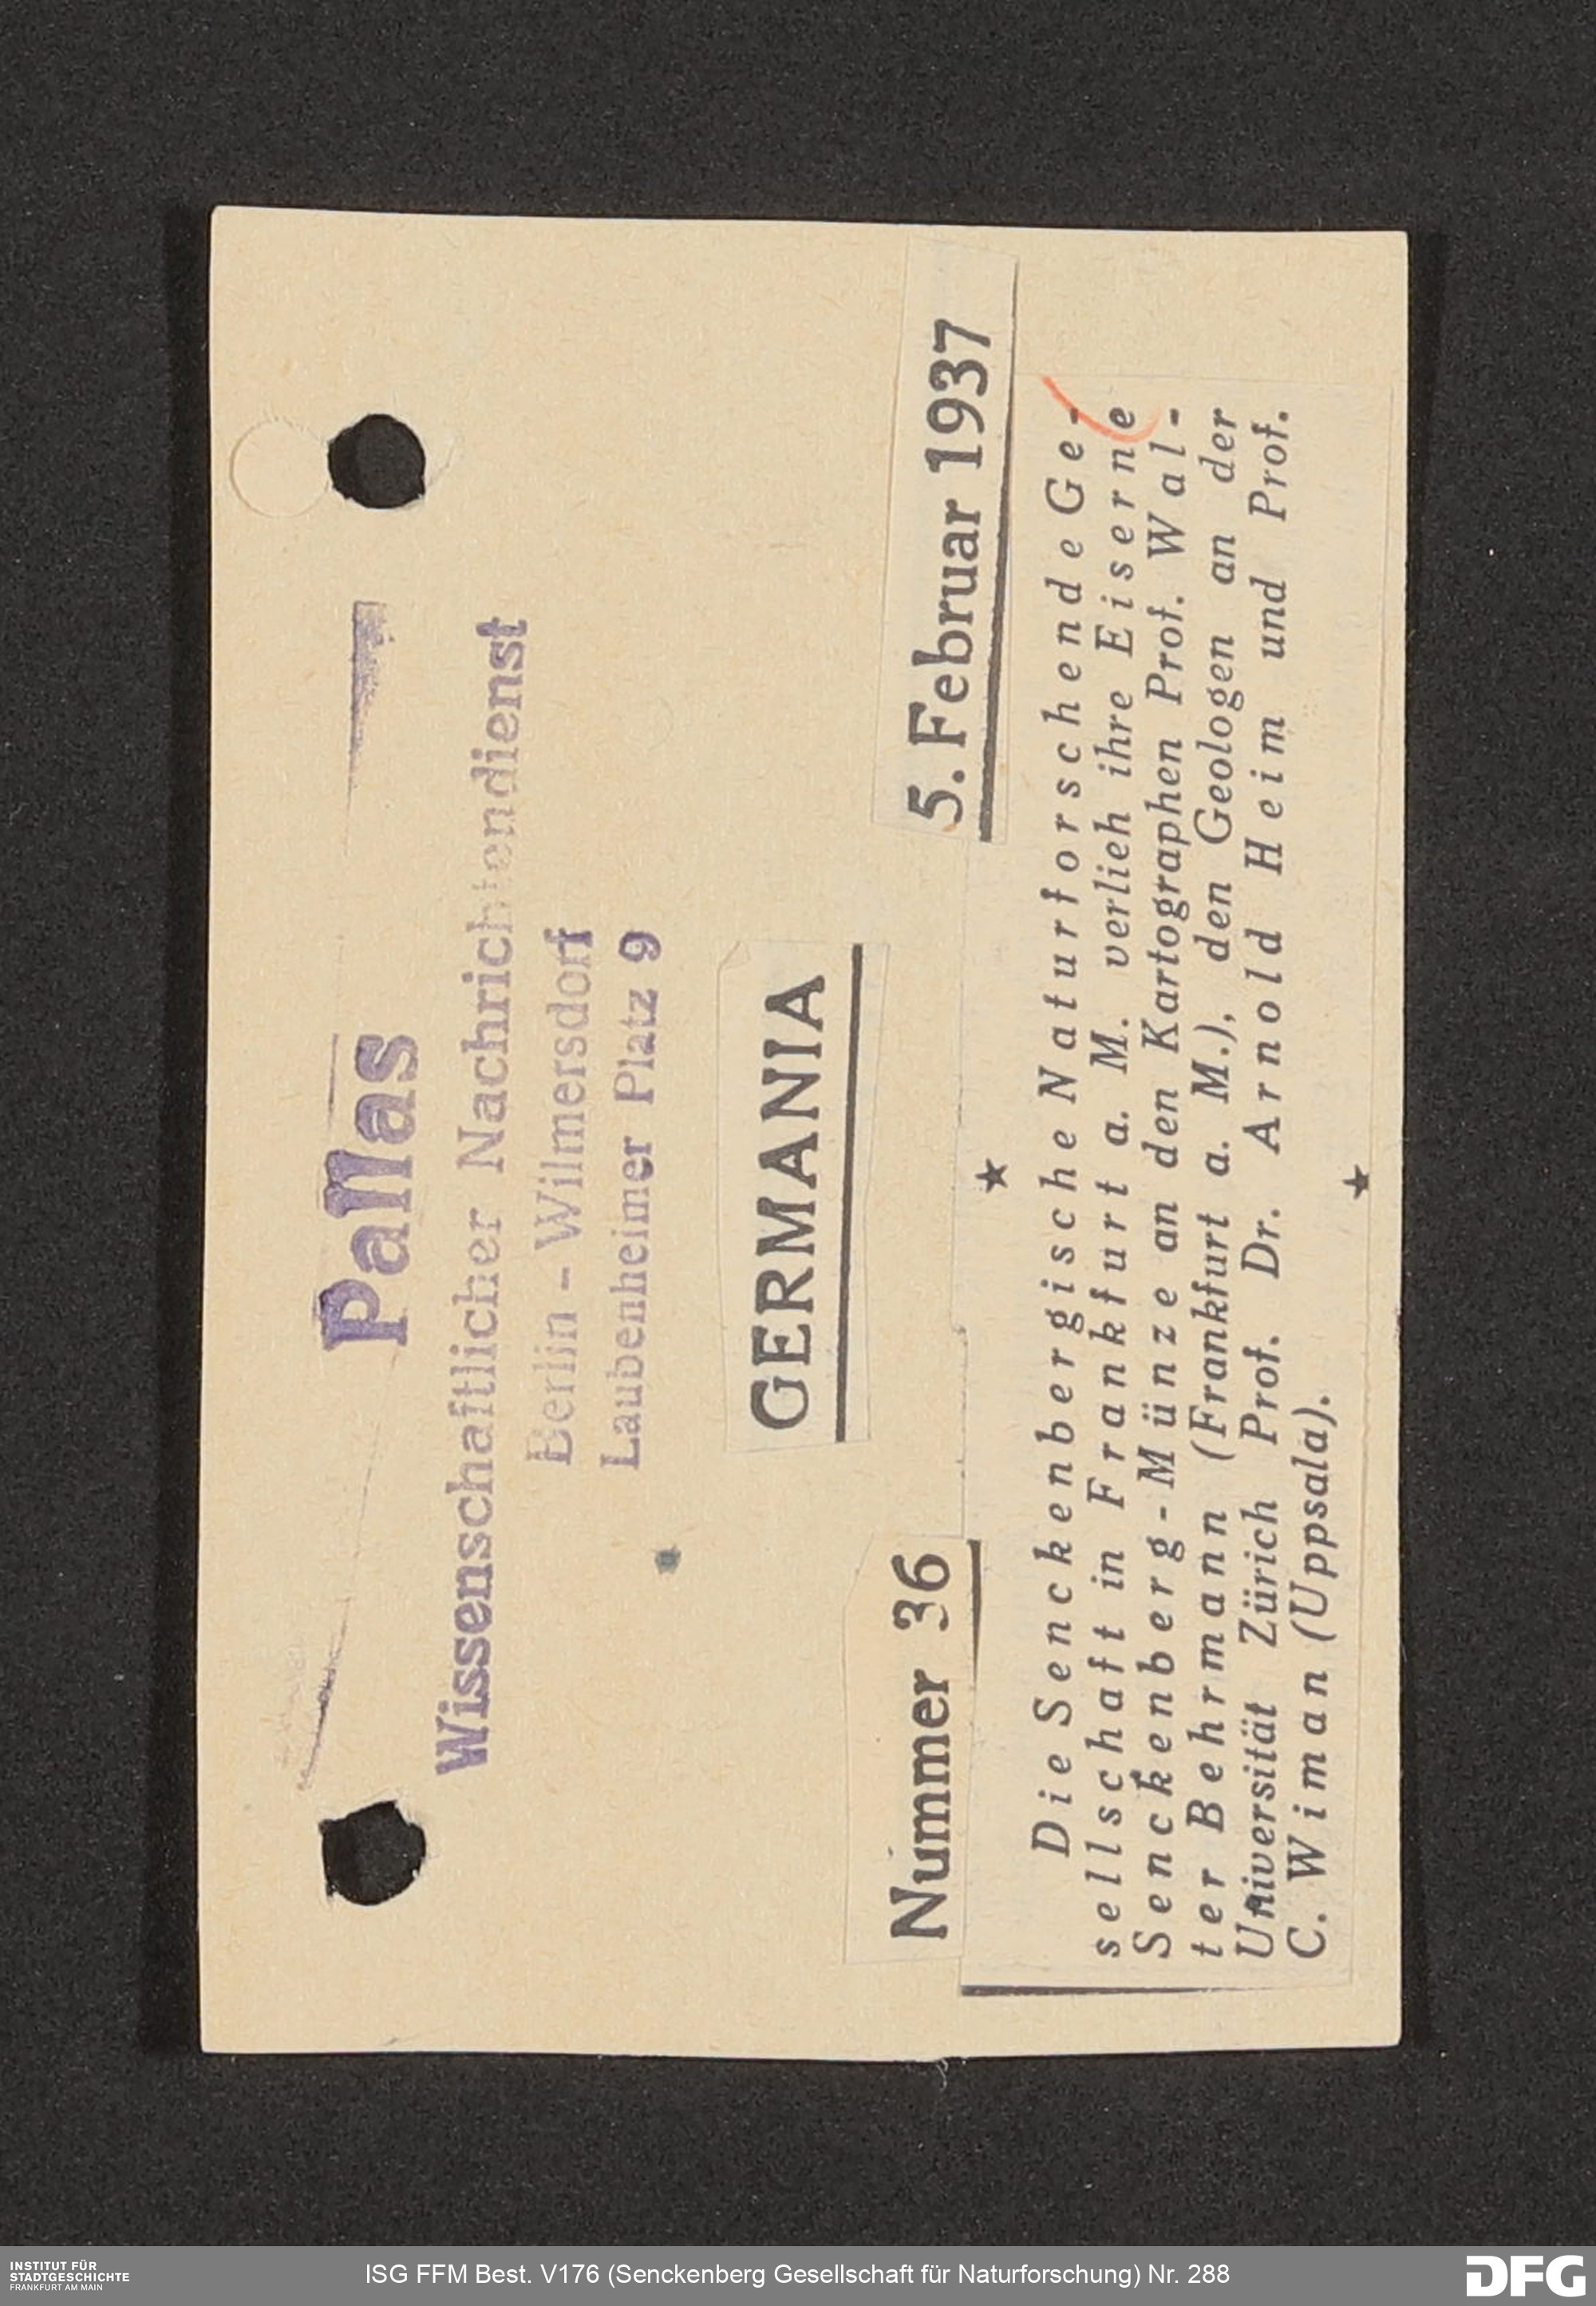 Pallas
Wissenschaftlicher Nachrichtendienst
Berlin - Wilmersdorf
Laubenheimer Platz 9
GERMANIA
Nummer 36
5. Februar 1937
Die Senckenbergische Naturforschende Ge-
sellschaft in Frankfurt a. M. verlieh ihre Eiserne
Senckenberg-Münze an den Kartographen Prof. Wal-
ter Behrmann (Frankfurt a. M.), den Geologen an der
Universität Zürich Prof. Dr. Arnold Heim und Prof.
C. Wiman (Uppsala).
INSTITUT FÜR
STADTGESCHICHTE
FRANKFURT AM MAIN
ISG FFM Best. V176 (Senckenberg Gesellschaft für Naturforschung) Nr. 288
DFG